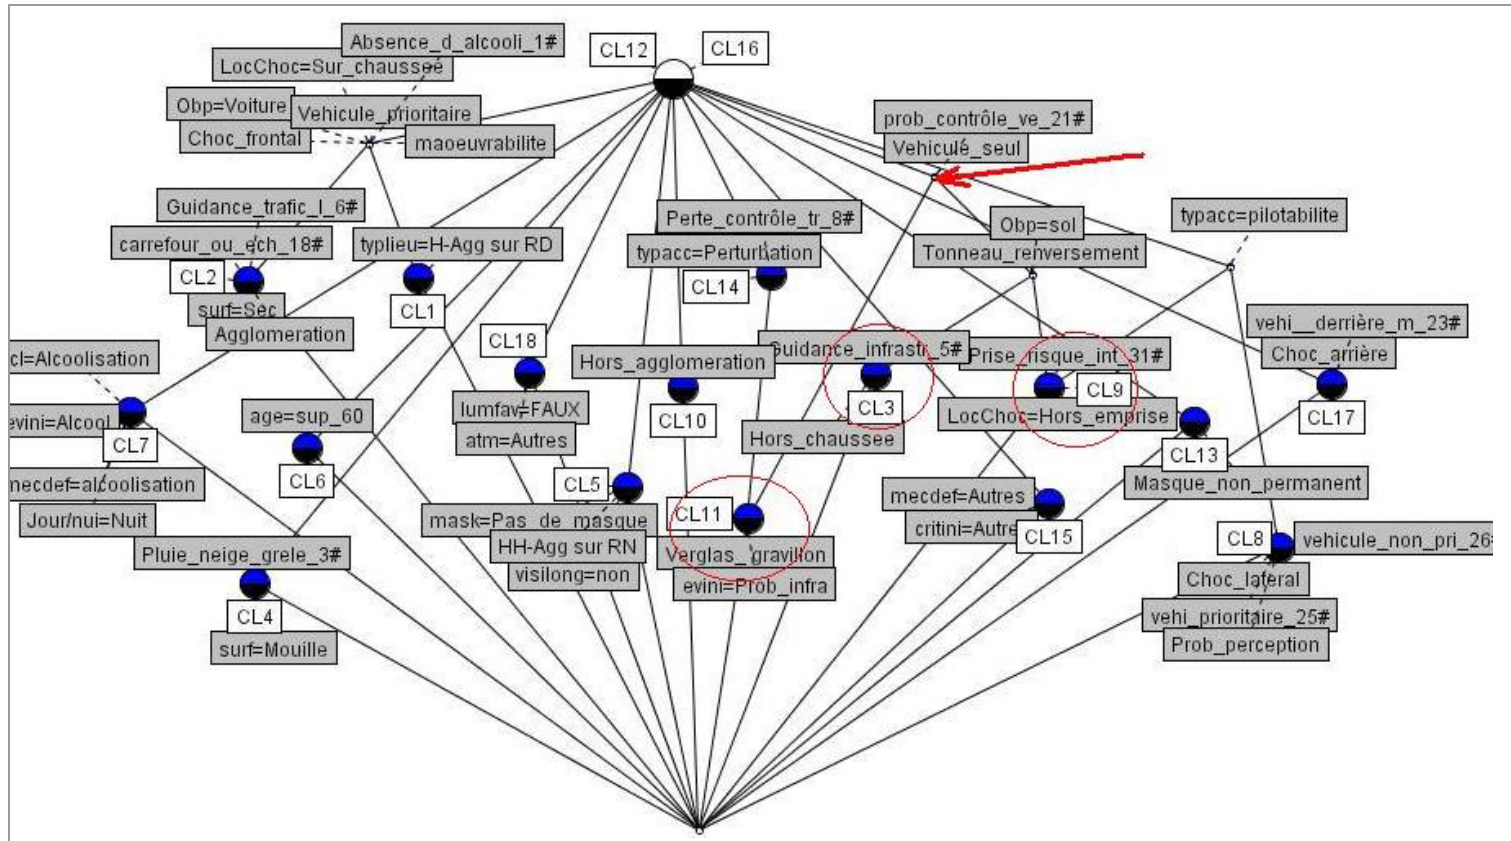 Absence_d_alcooli_1#
CL12
CL16
LocChoc=Sur_chaussee
Obp=Voiture
Vehicule_prioritaire
Choc_frontal
maoeuvrabilite
prob_contrôle_ve_21#
Vehicule_seul
Guidance_trafic_l_6#
Perte_contrôle_tr_8#
typacc=pilotabilite
Obp=sol
carrefour_ou_ech_18#
typlieu=H-Agg sur RD
typacc=Perturbation
Tonneau_renversement
CL2
CL14
surf=Sec
CL1
Agglomeration
vehi__derrière_m_23#
CL18
Guidance_infrastr_5#
Prise_risque_int_31#
Choc_arrière
cl=Alcoolisation
Hors_agglomeration
CL9
CL3
lumfav=FAUX
age=sup_60
CL10
LocChoc=Hors_emprise
CL17
evini=Alcool
CL7
atm=Autres
Hors_chaussee
CL13
CL6
CL5
necdef=alcoolisation
mecdef=Autres
Masque_non_permanent
Jour/nui=Nuit
mask=Pas_de_masque
CL11
critini=Autre
CL15
Pluie_neige_grele_3#
HH-Agg sur RN
Verglas_gravillon
CL8
vehicule_non_pri_26#
visilong=non
evini=Prob_infra
Choc_lateral
CL4
vehi_prioritaire_25#
surf=Mouille
Prob_perception